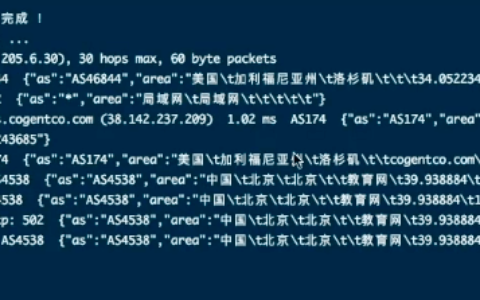 完成 !
...
.205.6.30), 30 hops max, 60 byte packets
4 {"as":"AS46844","area":"美国\t加利福尼亚州\t洛杉矶\t\t\t34.052234
{"as":"*","area":"局域网\t局域网\t\t\t\t\t"}
.cogentco.com (38.142.237.209) 1.02 ms AS174 {"as":"AS174","area"
43685"}
4 {"as":"AS174","area":"美国\t加利福尼亚州\t洛杉矶\t\tcogentco.com\
4538 {"as":"AS4538","area":"中国\t北京\t北京\t\t教育网\t39.938884\t
4538 {"as":"AS4538","area":"中国\t北京\t北京\t\t教育网\t39.938884\t1
tp: 502 {"as":"AS4538","area":"中国\t北京\t北京\t\t教育网\t39.93888
AS4538 {"as":"AS4538","area":"中国\t北京\t北京\t\t教育网\t39.938884